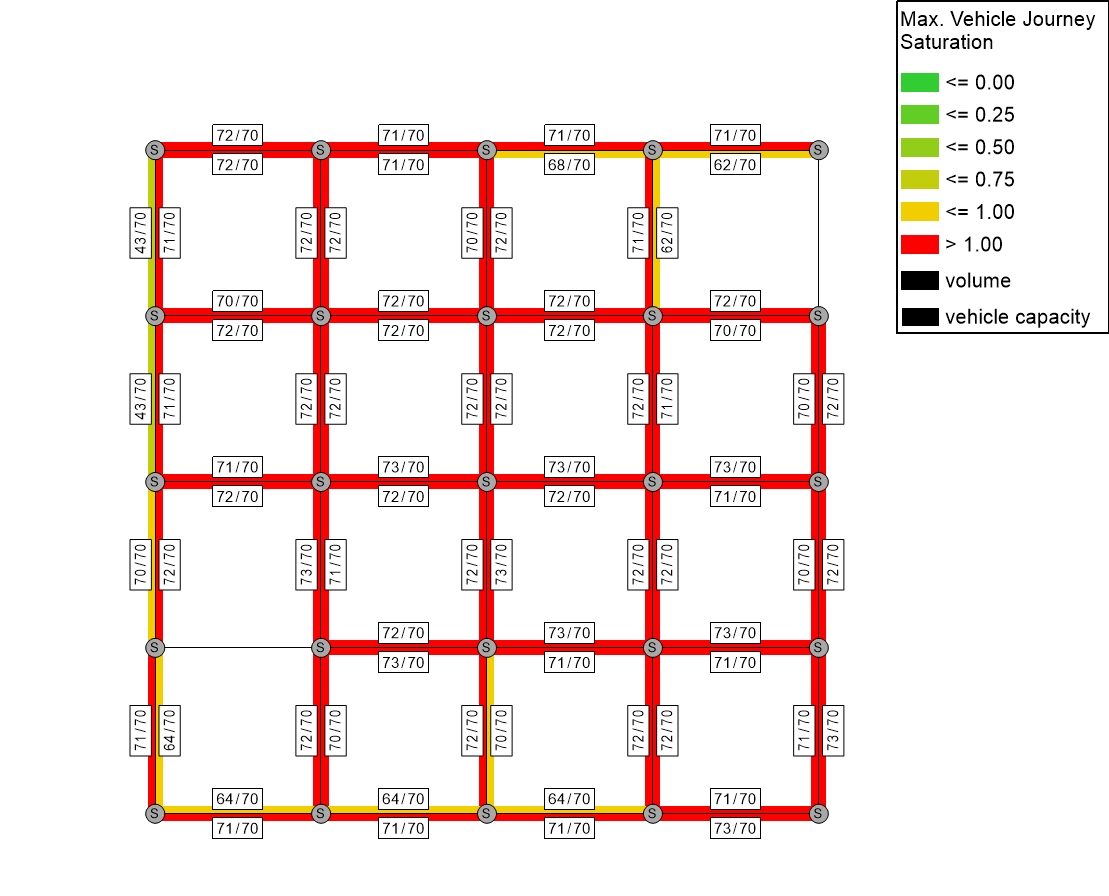 Max. Vehicle Journey
Saturation
<= 0.00
<= 0.25
<= 0.50
<= 0.75
<= 1.00
> 1.00
volume
vehicle capacity
72/70 71/70 71/70 71/70
S S S S S
72/70 71/70 68/70 62/70
43/70 71/70 72/70 72/70 70/70 72/70 71/70 62/70
70/70 72/70 72/70 72/70
S S S S S
72/70 72/70 72/70 70/70
43/70 71/70 72/70 72/70 72/70 72/70 72/70 71/70 70/70 72/70
71/70 73/70 73/70 73/70
S S S S S
72/70 72/70 72/70 71/70
70/70 72/70 73/70 71/70 72/70 73/70 72/70 72/70 70/70 72/70
72/70 73/70 73/70
S S S S S
73/70 71/70 71/70
71/70 64/70 72/70 70/70 72/70 70/70 72/70 72/70 71/70 73/70
64/70 64/70 64/70 71/70
S S S S S
71/70 71/70 71/70 73/70